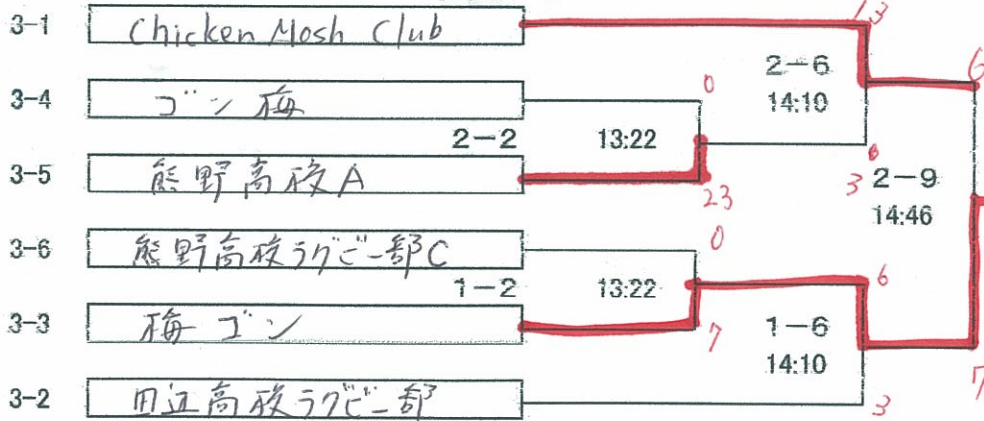 3-1 Chicken Mosh Club 13
2-6 6
3-4 ゴン梅 0 14:10
2-2 13:22
3-5 熊野高校A 3 2-9
23 14:46
3-6 熊野高校ラグビー部C 0
1-2 13:22 6
3-3 梅ゴン 7 1-6
14:10 7
3-2 田辺高校ラグビー部 3